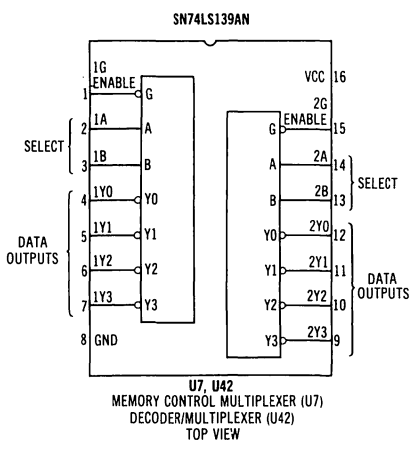 SN74LS139AN
1G
ENABLE
1 G
2 1A A
SELECT
3 1B B
4 1Y0 Y0
5 1Y1 Y1
DATA
OUTPUTS
6 1Y2 Y2
7 1Y3 Y3
8 GND
VCC 16
2G
ENABLE
G 15
A 2A 14
SELECT
B 2B 13
Y0 2Y0 12
Y1 2Y1 11
DATA
OUTPUTS
Y2 2Y2 10
Y3 2Y3 9
U7, U42
MEMORY CONTROL MULTIPLEXER (U7)
DECODER/MULTIPLEXER (U42)
TOP VIEW